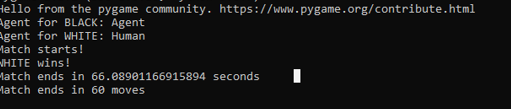 Hello from the pygame community. https://www.pygame.org/contribute.html
Agent for BLACK: Agent
Agent for WHITE: Human
Match starts!
WHITE wins!
Match ends in 66.08901166915894 seconds
Match ends in 60 moves